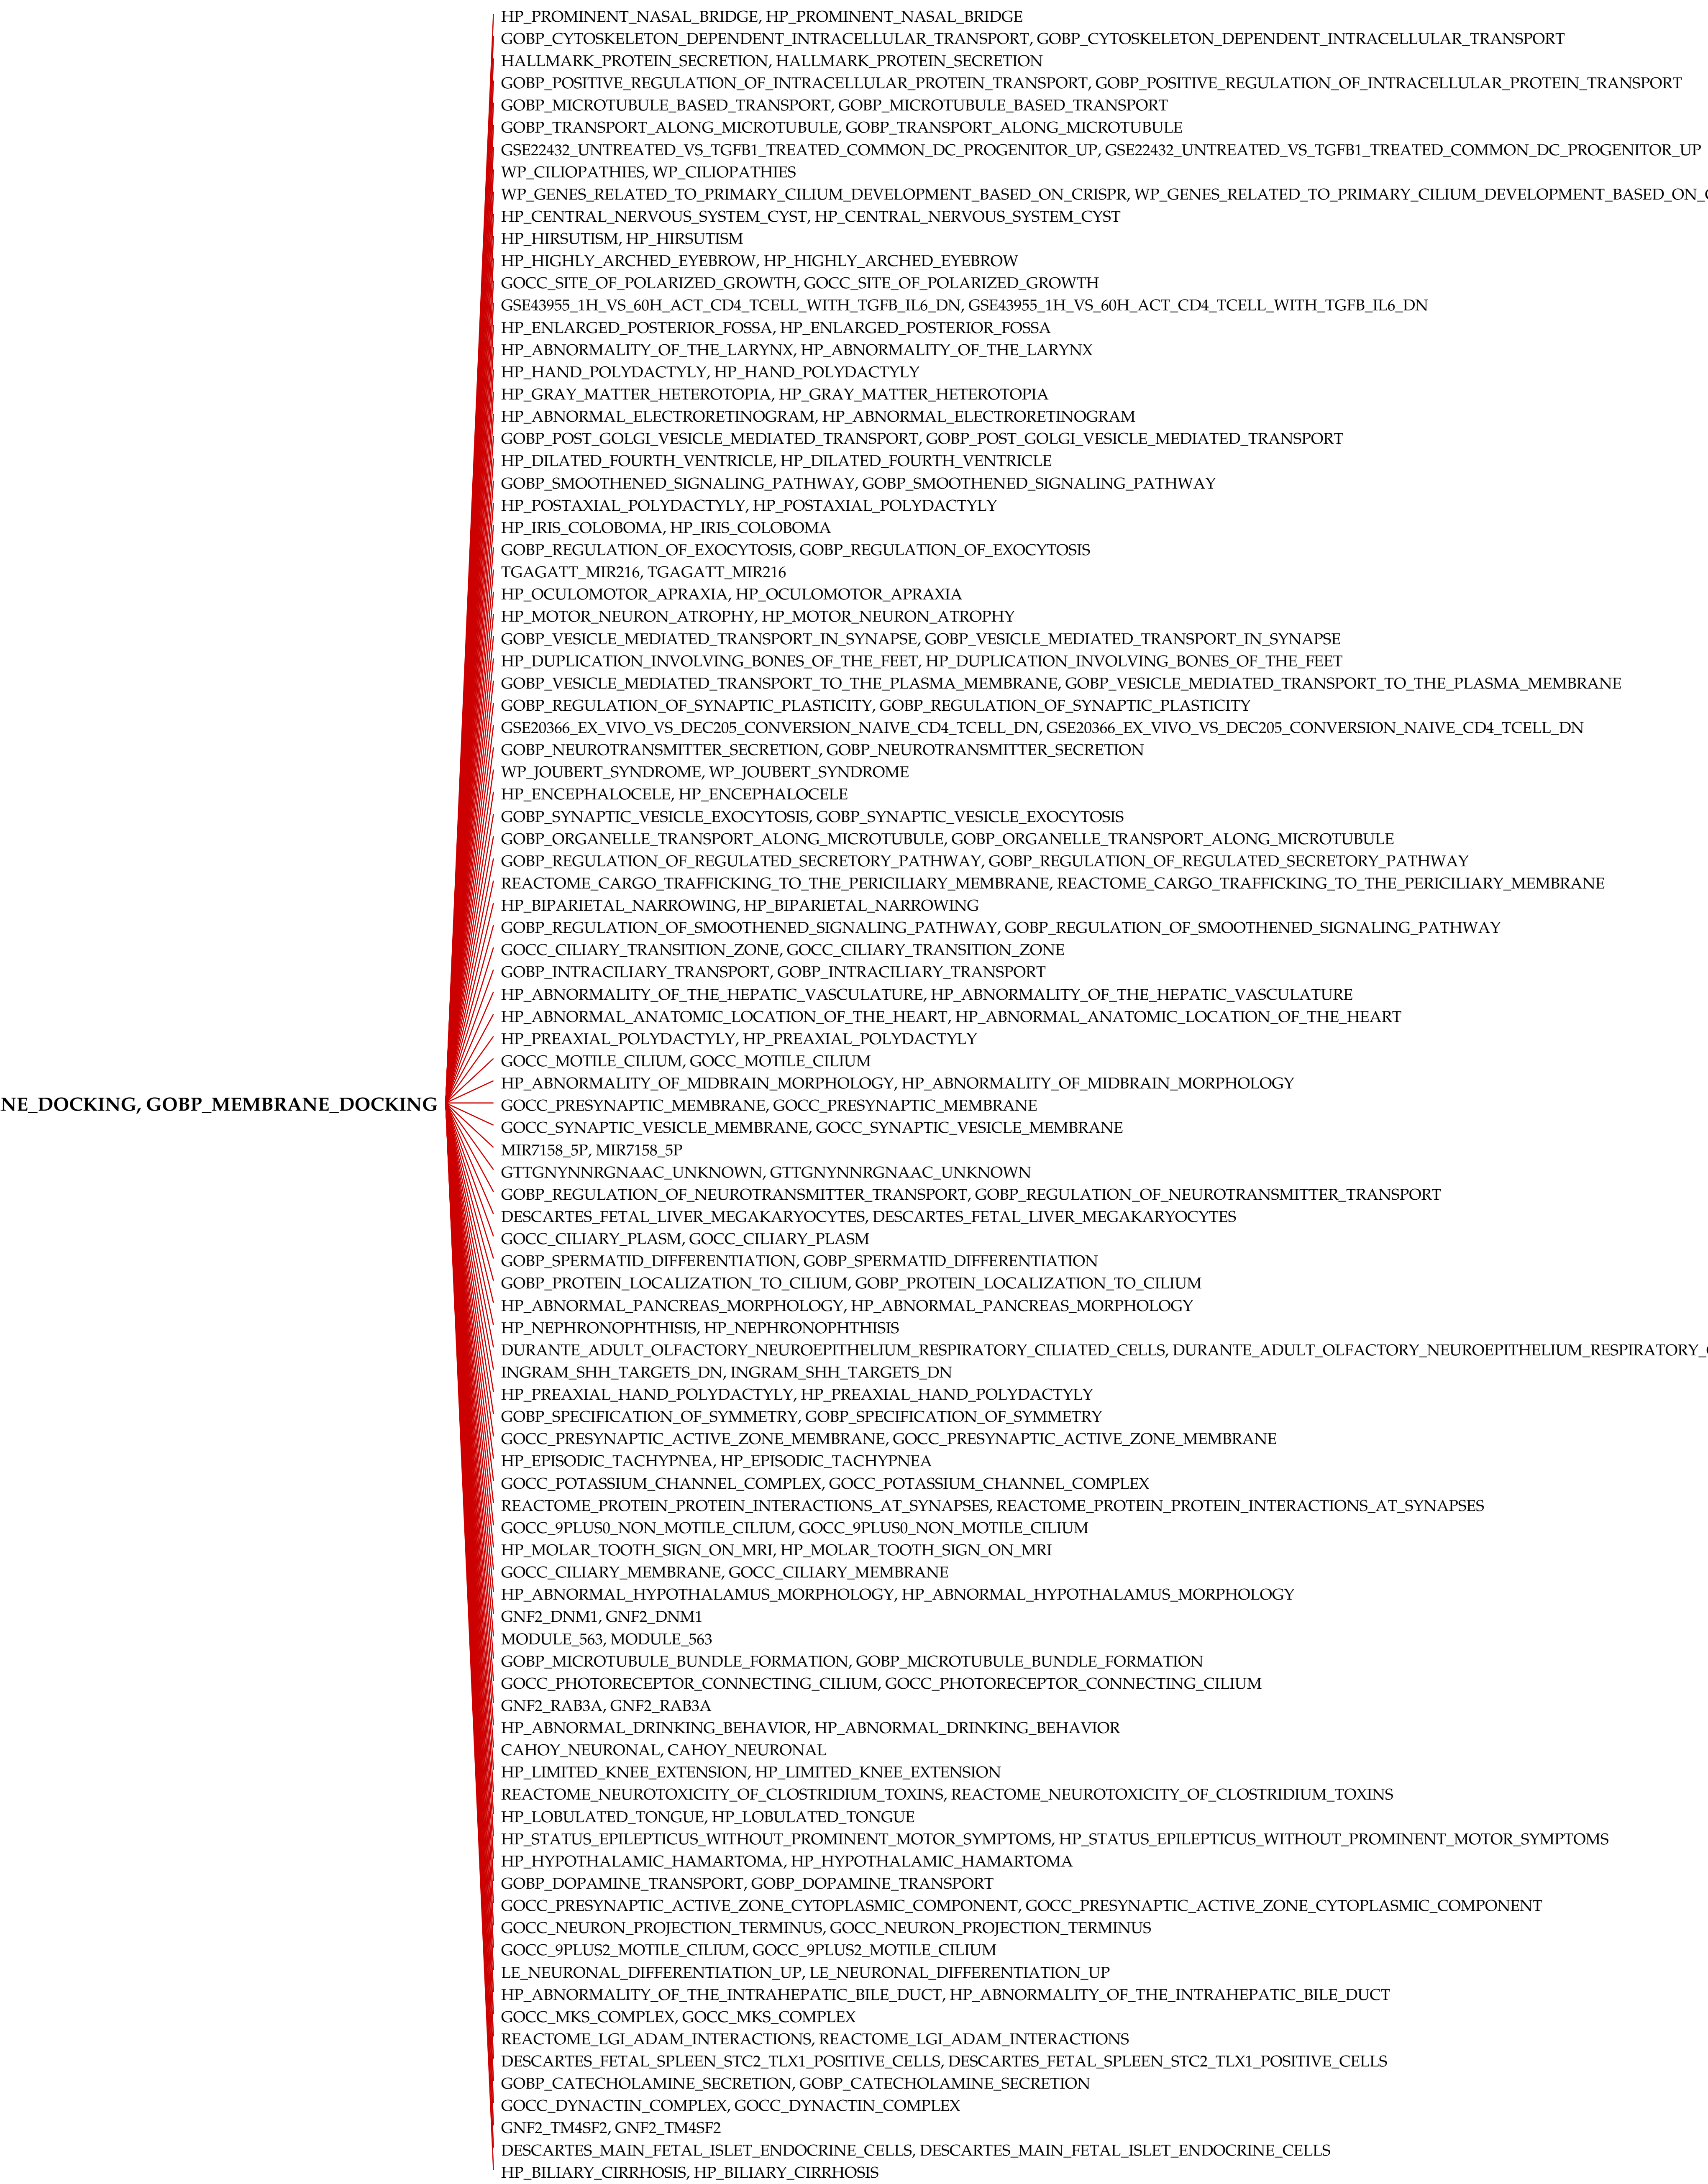 HP_PROMINENT_NASAL_BRIDGE, HP_PROMINENT_NASAL_BRIDGE
GOBP_CYTOSKELETON_DEPENDENT_INTRACELLULAR_TRANSPORT, GOBP_CYTOSKELETON_DEPENDENT_INTRACELLULAR_TRANSPORT
HALLMARK_PROTEIN_SECRETION, HALLMARK_PROTEIN_SECRETION
GOBP_POSITIVE_REGULATION_OF_INTRACELLULAR_PROTEIN_TRANSPORT, GOBP_POSITIVE_REGULATION_OF_INTRACELLULAR_PROTEIN_TRANSPORT
GOBP_MICROTUBULE_BASED_TRANSPORT, GOBP_MICROTUBULE_BASED_TRANSPORT
GOBP_TRANSPORT_ALONG_MICROTUBULE, GOBP_TRANSPORT_ALONG_MICROTUBULE
GSE22432_UNTREATED_VS_TGFB1_TREATED_COMMON_DC_PROGENITOR_UP, GSE22432_UNTREATED_VS_TGFB1_TREATED_COMMON_DC_PROGENITOR_UP
WP_CILIOPATHIES, WP_CILIOPATHIES
WP_GENES_RELATED_TO_PRIMARY_CILIUM_DEVELOPMENT_BASED_ON_CRISPR, WP_GENES_RELATED_TO_PRIMARY_CILIUM_DEVELOPMENT_BASED_ON_
HP_CENTRAL_NERVOUS_SYSTEM_CYST, HP_CENTRAL_NERVOUS_SYSTEM_CYST
HP_HIRSUTISM, HP_HIRSUTISM
HP_HIGHLY_ARCHED_EYEBROW, HP_HIGHLY_ARCHED_EYEBROW
GOCC_SITE_OF_POLARIZED_GROWTH, GOCC_SITE_OF_POLARIZED_GROWTH
GSE43955_1H_VS_60H_ACT_CD4_TCELL_WITH_TGFB_IL6_DN, GSE43955_1H_VS_60H_ACT_CD4_TCELL_WITH_TGFB_IL6_DN
HP_ENLARGED_POSTERIOR_FOSSA, HP_ENLARGED_POSTERIOR_FOSSA
HP_ABNORMALITY_OF_THE_LARYNX, HP_ABNORMALITY_OF_THE_LARYNX
HP_HAND_POLYDACTYLY, HP_HAND_POLYDACTYLY
HP_GRAY_MATTER_HETEROTOPIA, HP_GRAY_MATTER_HETEROTOPIA
HP_ABNORMAL_ELECTRORETINOGRAM, HP_ABNORMAL_ELECTRORETINOGRAM
GOBP_POST_GOLGI_VESICLE_MEDIATED_TRANSPORT, GOBP_POST_GOLGI_VESICLE_MEDIATED_TRANSPORT
HP_DILATED_FOURTH_VENTRICLE, HP_DILATED_FOURTH_VENTRICLE
GOBP_SMOOTHENED_SIGNALING_PATHWAY, GOBP_SMOOTHENED_SIGNALING_PATHWAY
HP_POSTAXIAL_POLYDACTYLY, HP_POSTAXIAL_POLYDACTYLY
HP_IRIS_COLOBOMA, HP_IRIS_COLOBOMA
GOBP_REGULATION_OF_EXOCYTOSIS, GOBP_REGULATION_OF_EXOCYTOSIS
TGAGATT_MIR216, TGAGATT_MIR216
HP_OCULOMOTOR_APRAXIA, HP_OCULOMOTOR_APRAXIA
HP_MOTOR_NEURON_ATROPHY, HP_MOTOR_NEURON_ATROPHY
GOBP_VESICLE_MEDIATED_TRANSPORT_IN_SYNAPSE, GOBP_VESICLE_MEDIATED_TRANSPORT_IN_SYNAPSE
HP_DUPLICATION_INVOLVING_BONES_OF_THE_FEET, HP_DUPLICATION_INVOLVING_BONES_OF_THE_FEET
GOBP_VESICLE_MEDIATED_TRANSPORT_TO_THE_PLASMA_MEMBRANE, GOBP_VESICLE_MEDIATED_TRANSPORT_TO_THE_PLASMA_MEMBRANE
GOBP_REGULATION_OF_SYNAPTIC_PLASTICITY, GOBP_REGULATION_OF_SYNAPTIC_PLASTICITY
GSE20366_EX_VIVO_VS_DEC205_CONVERSION_NAIVE_CD4_TCELL_DN, GSE20366_EX_VIVO_VS_DEC205_CONVERSION_NAIVE_CD4_TCELL_DN
GOBP_NEUROTRANSMITTER_SECRETION, GOBP_NEUROTRANSMITTER_SECRETION
WP_JOUBERT_SYNDROME, WP_JOUBERT_SYNDROME
HP_ENCEPHALOCELE, HP_ENCEPHALOCELE
GOBP_SYNAPTIC_VESICLE_EXOCYTOSIS, GOBP_SYNAPTIC_VESICLE_EXOCYTOSIS
GOBP_ORGANELLE_TRANSPORT_ALONG_MICROTUBULE, GOBP_ORGANELLE_TRANSPORT_ALONG_MICROTUBULE
GOBP_REGULATION_OF_REGULATED_SECRETORY_PATHWAY, GOBP_REGULATION_OF_REGULATED_SECRETORY_PATHWAY
REACTOME_CARGO_TRAFFICKING_TO_THE_PERICILIARY_MEMBRANE, REACTOME_CARGO_TRAFFICKING_TO_THE_PERICILIARY_MEMBRANE
HP_BIPARIETAL_NARROWING, HP_BIPARIETAL_NARROWING
GOBP_REGULATION_OF_SMOOTHENED_SIGNALING_PATHWAY, GOBP_REGULATION_OF_SMOOTHENED_SIGNALING_PATHWAY
GOCC_CILIARY_TRANSITION_ZONE, GOCC_CILIARY_TRANSITION_ZONE
GOBP_INTRACILIARY_TRANSPORT, GOBP_INTRACILIARY_TRANSPORT
HP_ABNORMALITY_OF_THE_HEPATIC_VASCULATURE, HP_ABNORMALITY_OF_THE_HEPATIC_VASCULATURE
HP_ABNORMAL_ANATOMIC_LOCATION_OF_THE_HEART, HP_ABNORMAL_ANATOMIC_LOCATION_OF_THE_HEART
HP_PREAXIAL_POLYDACTYLY, HP_PREAXIAL_POLYDACTYLY
GOCC_MOTILE_CILIUM, GOCC_MOTILE_CILIUM
HP_ABNORMALITY_OF_MIDBRAIN_MORPHOLOGY, HP_ABNORMALITY_OF_MIDBRAIN_MORPHOLOGY
NE_DOCKING, GOBP_MEMBRANE_DOCKING
GOCC_PRESYNAPTIC_MEMBRANE, GOCC_PRESYNAPTIC_MEMBRANE
GOCC_SYNAPTIC_VESICLE_MEMBRANE, GOCC_SYNAPTIC_VESICLE_MEMBRANE
MIR7158_5P, MIR7158_5P
GTTGNYNNRGNAAC_UNKNOWN, GTTGNYNNRGNAAC_UNKNOWN
GOBP_REGULATION_OF_NEUROTRANSMITTER_TRANSPORT, GOBP_REGULATION_OF_NEUROTRANSMITTER_TRANSPORT
DESCARTES_FETAL_LIVER_MEGAKARYOCYTES, DESCARTES_FETAL_LIVER_MEGAKARYOCYTES
GOCC_CILIARY_PLASM, GOCC_CILIARY_PLASM
GOBP_SPERMATID_DIFFERENTIATION, GOBP_SPERMATID_DIFFERENTIATION
GOBP_PROTEIN_LOCALIZATION_TO_CILIUM, GOBP_PROTEIN_LOCALIZATION_TO_CILIUM
HP_ABNORMAL_PANCREAS_MORPHOLOGY, HP_ABNORMAL_PANCREAS_MORPHOLOGY
HP_NEPHRONOPHTHISIS, HP_NEPHRONOPHTHISIS
DURANTE_ADULT_OLFACTORY_NEUROEPITHELIUM_RESPIRATORY_CILIATED_CELLS, DURANTE_ADULT_OLFACTORY_NEUROEPITHELIUM_RESPIRATORY_
INGRAM_SHH_TARGETS_DN, INGRAM_SHH_TARGETS_DN
HP_PREAXIAL_HAND_POLYDACTYLY, HP_PREAXIAL_HAND_POLYDACTYLY
GOBP_SPECIFICATION_OF_SYMMETRY, GOBP_SPECIFICATION_OF_SYMMETRY
GOCC_PRESYNAPTIC_ACTIVE_ZONE_MEMBRANE, GOCC_PRESYNAPTIC_ACTIVE_ZONE_MEMBRANE
HP_EPISODIC_TACHYPNEA, HP_EPISODIC_TACHYPNEA
GOCC_POTASSIUM_CHANNEL_COMPLEX, GOCC_POTASSIUM_CHANNEL_COMPLEX
REACTOME_PROTEIN_PROTEIN_INTERACTIONS_AT_SYNAPSES, REACTOME_PROTEIN_PROTEIN_INTERACTIONS_AT_SYNAPSES
GOCC_9PLUS0_NON_MOTILE_CILIUM, GOCC_9PLUS0_NON_MOTILE_CILIUM
HP_MOLAR_TOOTH_SIGN_ON_MRI, HP_MOLAR_TOOTH_SIGN_ON_MRI
GOCC_CILIARY_MEMBRANE, GOCC_CILIARY_MEMBRANE
HP_ABNORMAL_HYPOTHALAMUS_MORPHOLOGY, HP_ABNORMAL_HYPOTHALAMUS_MORPHOLOGY
GNF2_DNM1, GNF2_DNM1
MODULE_563, MODULE_563
GOBP_MICROTUBULE_BUNDLE_FORMATION, GOBP_MICROTUBULE_BUNDLE_FORMATION
GOCC_PHOTORECEPTOR_CONNECTING_CILIUM, GOCC_PHOTORECEPTOR_CONNECTING_CILIUM
GNF2_RAB3A, GNF2_RAB3A
HP_ABNORMAL_DRINKING_BEHAVIOR, HP_ABNORMAL_DRINKING_BEHAVIOR
CAHOY_NEURONAL, CAHOY_NEURONAL
HP_LIMITED_KNEE_EXTENSION, HP_LIMITED_KNEE_EXTENSION
REACTOME_NEUROTOXICITY_OF_CLOSTRIDIUM_TOXINS, REACTOME_NEUROTOXICITY_OF_CLOSTRIDIUM_TOXINS
HP_LOBULATED_TONGUE, HP_LOBULATED_TONGUE
HP_STATUS_EPILEPTICUS_WITHOUT_PROMINENT_MOTOR_SYMPTOMS, HP_STATUS_EPILEPTICUS_WITHOUT_PROMINENT_MOTOR_SYMPTOMS
HP_HYPOTHALAMIC_HAMARTOMA, HP_HYPOTHALAMIC_HAMARTOMA
GOBP_DOPAMINE_TRANSPORT, GOBP_DOPAMINE_TRANSPORT
GOCC_PRESYNAPTIC_ACTIVE_ZONE_CYTOPLASMIC_COMPONENT, GOCC_PRESYNAPTIC_ACTIVE_ZONE_CYTOPLASMIC_COMPONENT
GOCC_NEURON_PROJECTION_TERMINUS, GOCC_NEURON_PROJECTION_TERMINUS
GOCC_9PLUS2_MOTILE_CILIUM, GOCC_9PLUS2_MOTILE_CILIUM
LE_NEURONAL_DIFFERENTIATION_UP, LE_NEURONAL_DIFFERENTIATION_UP
HP_ABNORMALITY_OF_THE_INTRAHEPATIC_BILE_DUCT, HP_ABNORMALITY_OF_THE_INTRAHEPATIC_BILE_DUCT
GOCC_MKS_COMPLEX, GOCC_MKS_COMPLEX
REACTOME_LGI_ADAM_INTERACTIONS, REACTOME_LGI_ADAM_INTERACTIONS
DESCARTES_FETAL_SPLEEN_STC2_TLX1_POSITIVE_CELLS, DESCARTES_FETAL_SPLEEN_STC2_TLX1_POSITIVE_CELLS
GOBP_CATECHOLAMINE_SECRETION, GOBP_CATECHOLAMINE_SECRETION
GOCC_DYNACTIN_COMPLEX, GOCC_DYNACTIN_COMPLEX
GNF2_TM4SF2, GNF2_TM4SF2
DESCARTES_MAIN_FETAL_ISLET_ENDOCRINE_CELLS, DESCARTES_MAIN_FETAL_ISLET_ENDOCRINE_CELLS
HP_BILIARY_CIRRHOSIS, HP_BILIARY_CIRRHOSIS